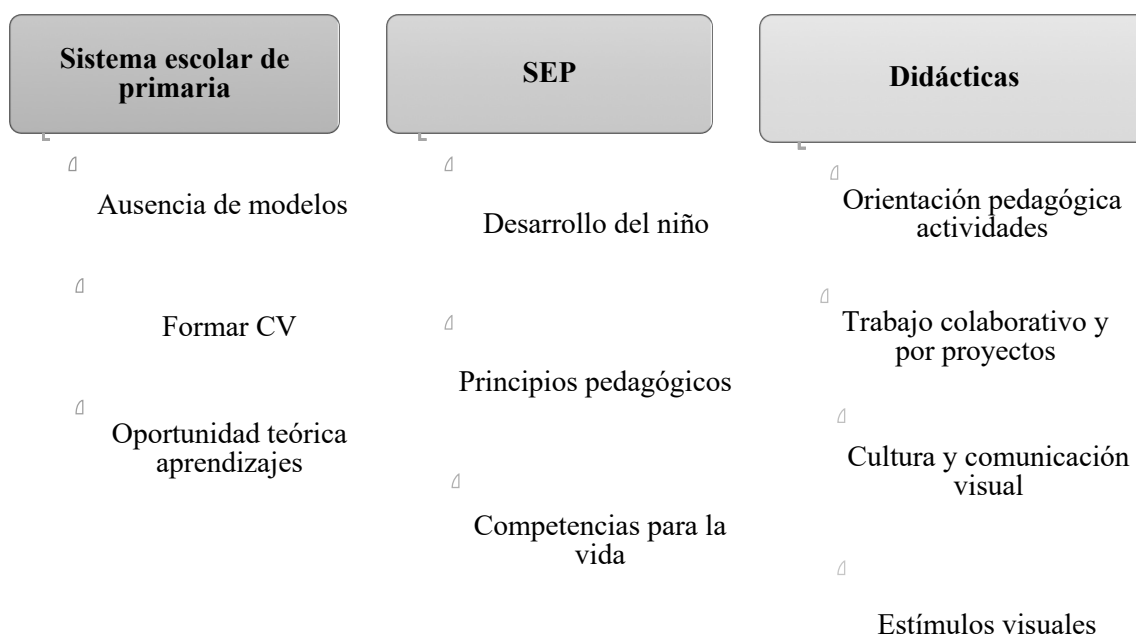 Sistema escolar de
primaria
Ausencia de modelos
Formar CV
Oportunidad teórica
aprendizajes
SEP
Desarrollo del niño
Principios pedagógicos
Competencias para la
vida
Didácticas
Orientación pedagógica
actividades
Trabajo colaborativo y
por proyectos
Cultura y comunicación
visual
Estímulos visuales